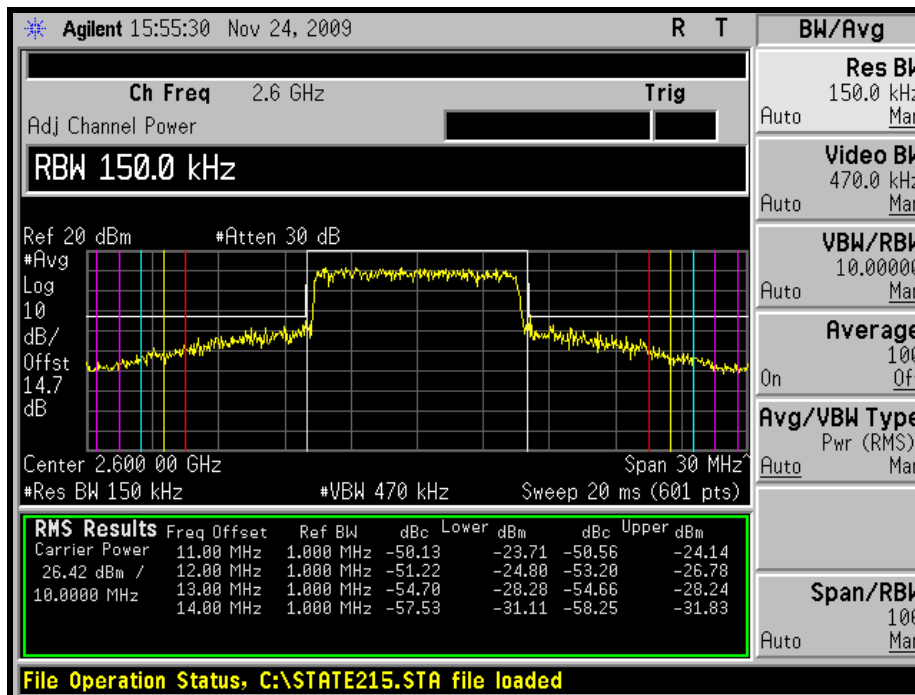 Agilent 15:55:30 Nov 24, 2009 R T
Ch Freq 2.6 GHz Trig
Adj Channel Power
RBW 150.0 kHz
Ref 20 dBm #Atten 30 dB
#Avg
Log
10
dB/
Offst
14.7
dB
Center 2.600 00 GHz Span 30 MHz^
#Res BW 150 kHz #VBW 470 kHz Sweep 20 ms (601 pts)
RMS Results Freq Offset Ref BW dBc Lower dBm dBc Upper dBm
Carrier Power 11.00 MHz 1.000 MHz -50.13 -23.71 -50.56 -24.14
26.42 dBm / 12.00 MHz 1.000 MHz -51.22 -24.80 -53.20 -26.78
10.0000 MHz 13.00 MHz 1.000 MHz -54.70 -28.28 -54.66 -28.24
14.00 MHz 1.000 MHz -57.53 -31.11 -58.25 -31.83
File Operation Status, C:\STATE215.STA file loaded
BW/Avg
Res BW
150.0 kHz
Auto Man
Video BW
470.0 kHz
Auto Man
VBW/RBW
10.00000
Auto Man
Average
100
On Off
Avg/VBW Type
Pwr (RMS)
Auto Man
Span/RBW
106
Auto Man